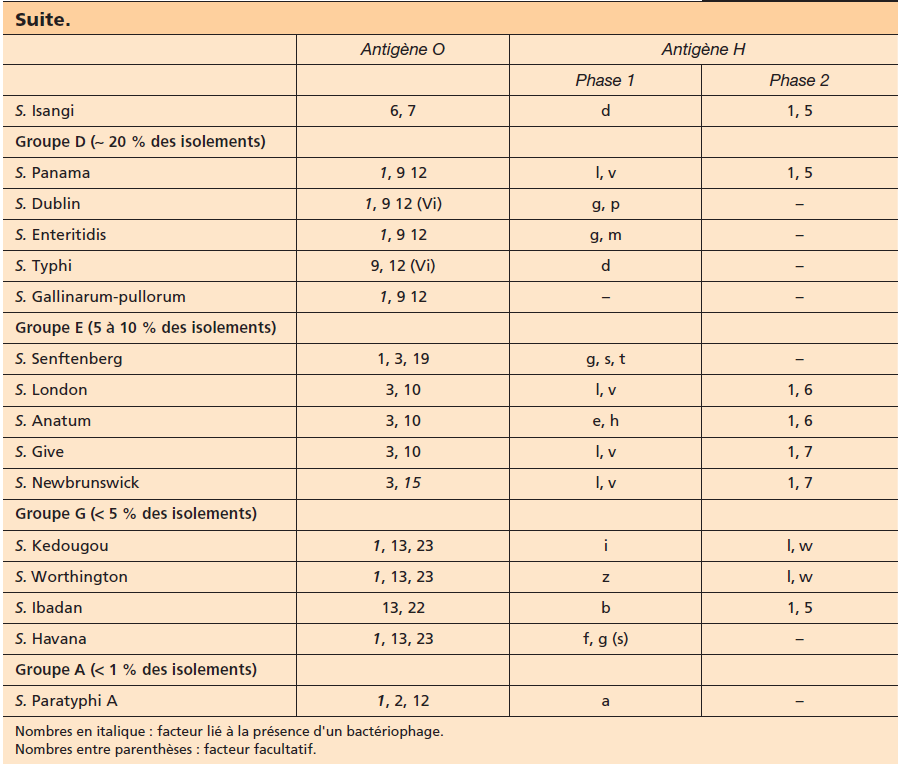 Suite.
Antigène O Antigène H
Phase 1 Phase 2
S. Isangi 6, 7 d 1, 5
Groupe D (~ 20 % des isolements)
S. Panama 1, 9 12 l, v 1, 5
S. Dublin 1, 9 12 (Vi) g, p –
S. Enteritidis 1, 9 12 g, m –
S. Typhi 9, 12 (Vi) d –
S. Gallinarum-pullorum 1, 9 12 – –
Groupe E (5 à 10 % des isolements)
S. Senftenberg 1, 3, 19 g, s, t –
S. London 3, 10 l, v 1, 6
S. Anatum 3, 10 e, h 1, 6
S. Give 3, 10 l, v 1, 7
S. Newbrunswick 3, 15 l, v 1, 7
Groupe G (< 5 % des isolements)
S. Kedougou 1, 13, 23 i l, w
S. Worthington 1, 13, 23 z l, w
S. Ibadan 13, 22 b 1, 5
S. Havana 1, 13, 23 f, g (s) –
Groupe A (< 1 % des isolements)
S. Paratyphi A 1, 2, 12 a –
Nombres en italique : facteur lié à la présence d'un bactériophage.
Nombres entre parenthèses : facteur facultatif.